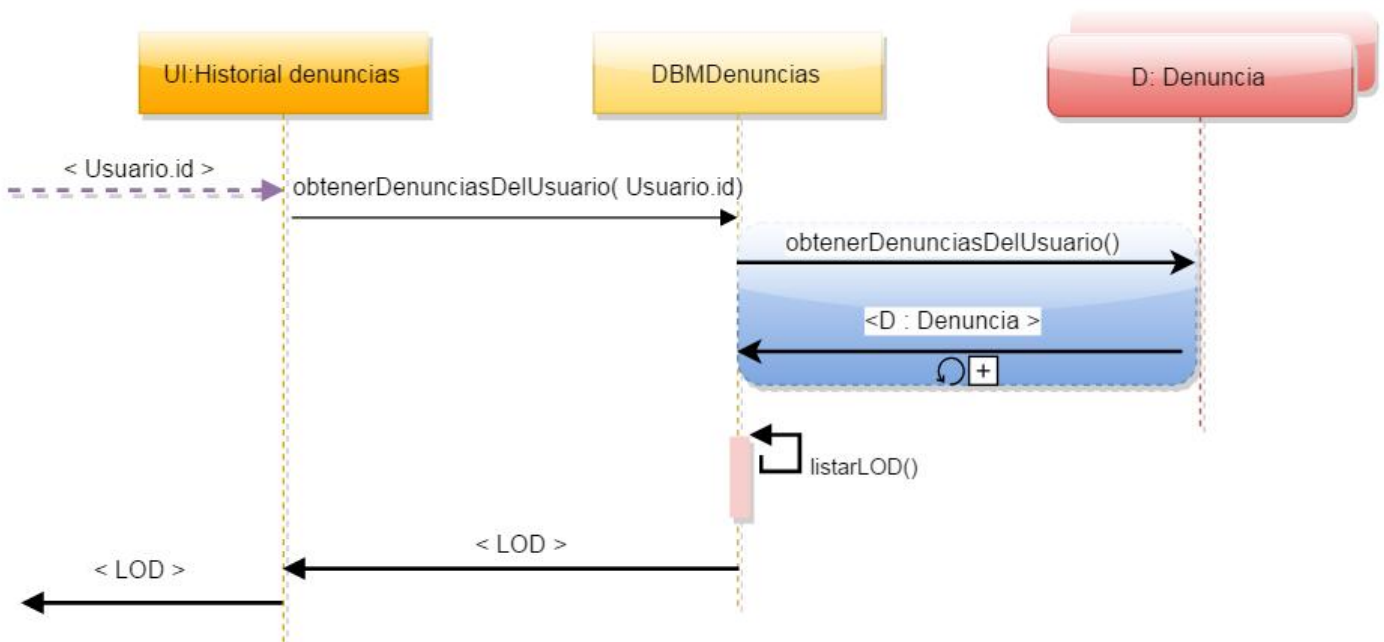 UI:Historial denuncias
DBMDenuncias
D: Denuncia
< Usuario.id >
obtenerDenunciasDelUsuario( Usuario.id)
obtenerDenunciasDelUsuario()
<D : Denuncia >
+
listarLOD()
< LOD >
< LOD >